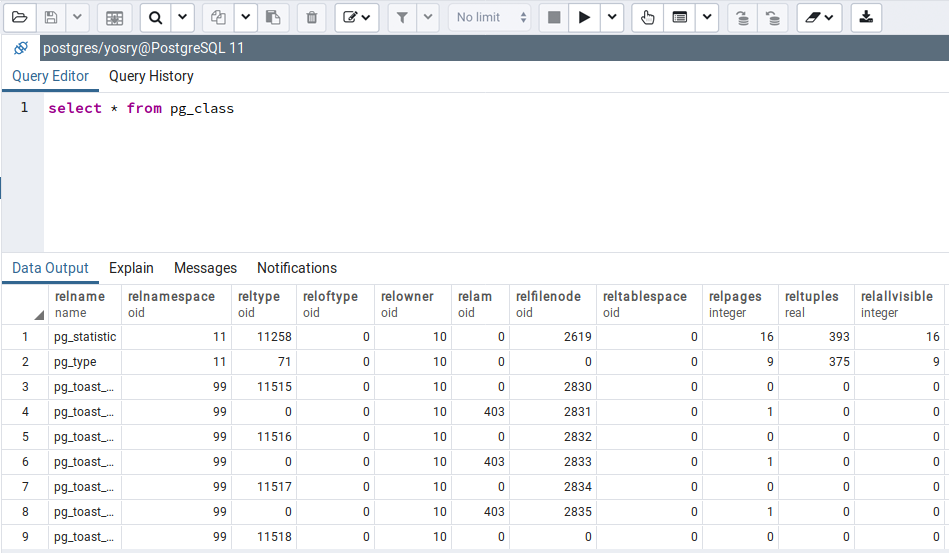 No limit
postgres/yosry@PostgreSQL 11
Query Editor Query History
1 select * from pg_class
Data Output Explain Messages Notifications
relname relnamespace reltype reloftype relowner relam relfilenode reltablespace relpages reltuples relallvisible
name oid oid oid oid oid oid oid integer real integer
1 pg_statistic 11 11258 0 10 0 2619 0 16 393 16
2 pg_type 11 71 0 10 0 0 0 9 375 9
3 pg_toast_... 99 11515 0 10 0 2830 0 0 0 0
4 pg_toast_... 99 0 0 10 403 2831 0 1 0 0
5 pg_toast_... 99 11516 0 10 0 2832 0 0 0 0
6 pg_toast_... 99 0 0 10 403 2833 0 1 0 0
7 pg_toast_... 99 11517 0 10 0 2834 0 0 0 0
8 pg_toast_... 99 0 0 10 403 2835 0 1 0 0
9 pg_toast_... 99 11518 0 10 0 0 0 0 0 0